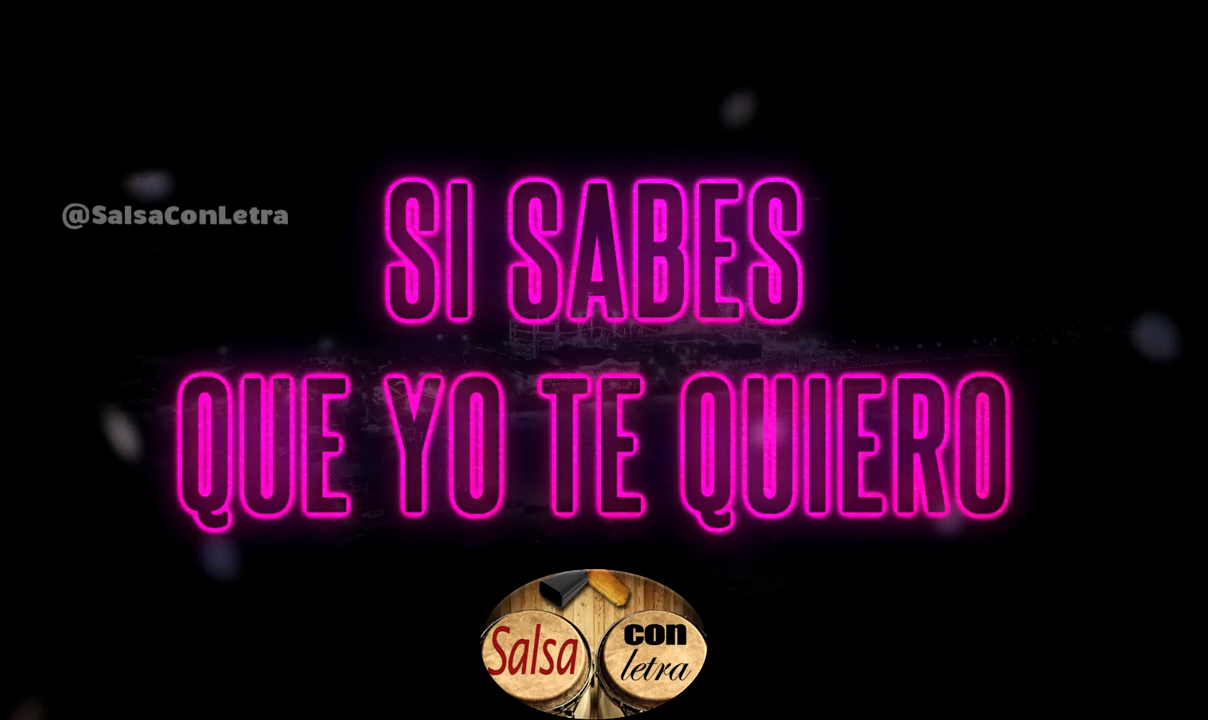 @SalsaConLetra
SI SABES
QUE YO TE QUIERO
Salsa con
letra